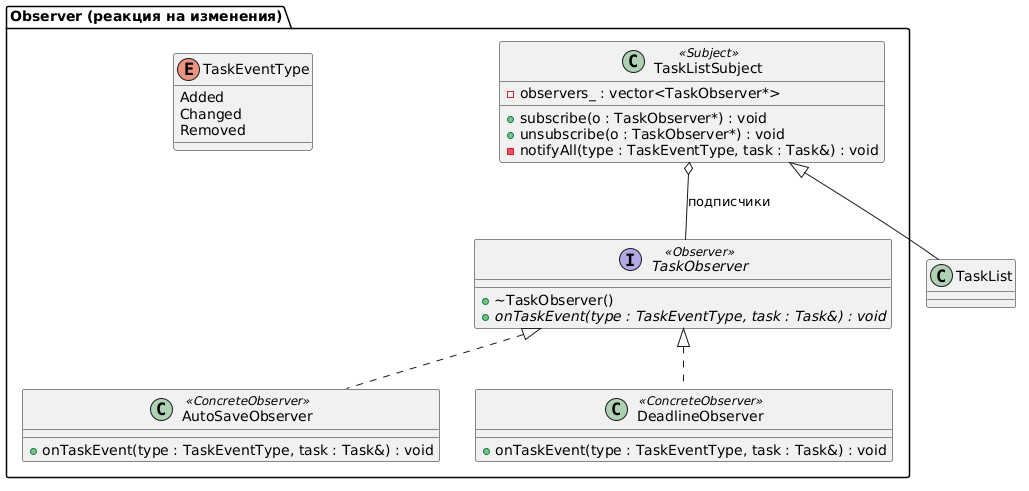 Observer (реакция на изменения)
E TaskEventType
Added
Changed
Removed
C «Subject»
TaskListSubject
observers_ : vector<TaskObserver*>
subscribe(o : TaskObserver*) : void
unsubscribe(o : TaskObserver*) : void
notifyAll(type : TaskEventType, task : Task&) : void
подписчики
I «Observer»
TaskObserver
~TaskObserver()
onTaskEvent(type : TaskEventType, task : Task&) : void
C TaskList
C «ConcreteObserver»
AutoSaveObserver
onTaskEvent(type : TaskEventType, task : Task&) : void
C «ConcreteObserver»
DeadlineObserver
onTaskEvent(type : TaskEventType, task : Task&) : void